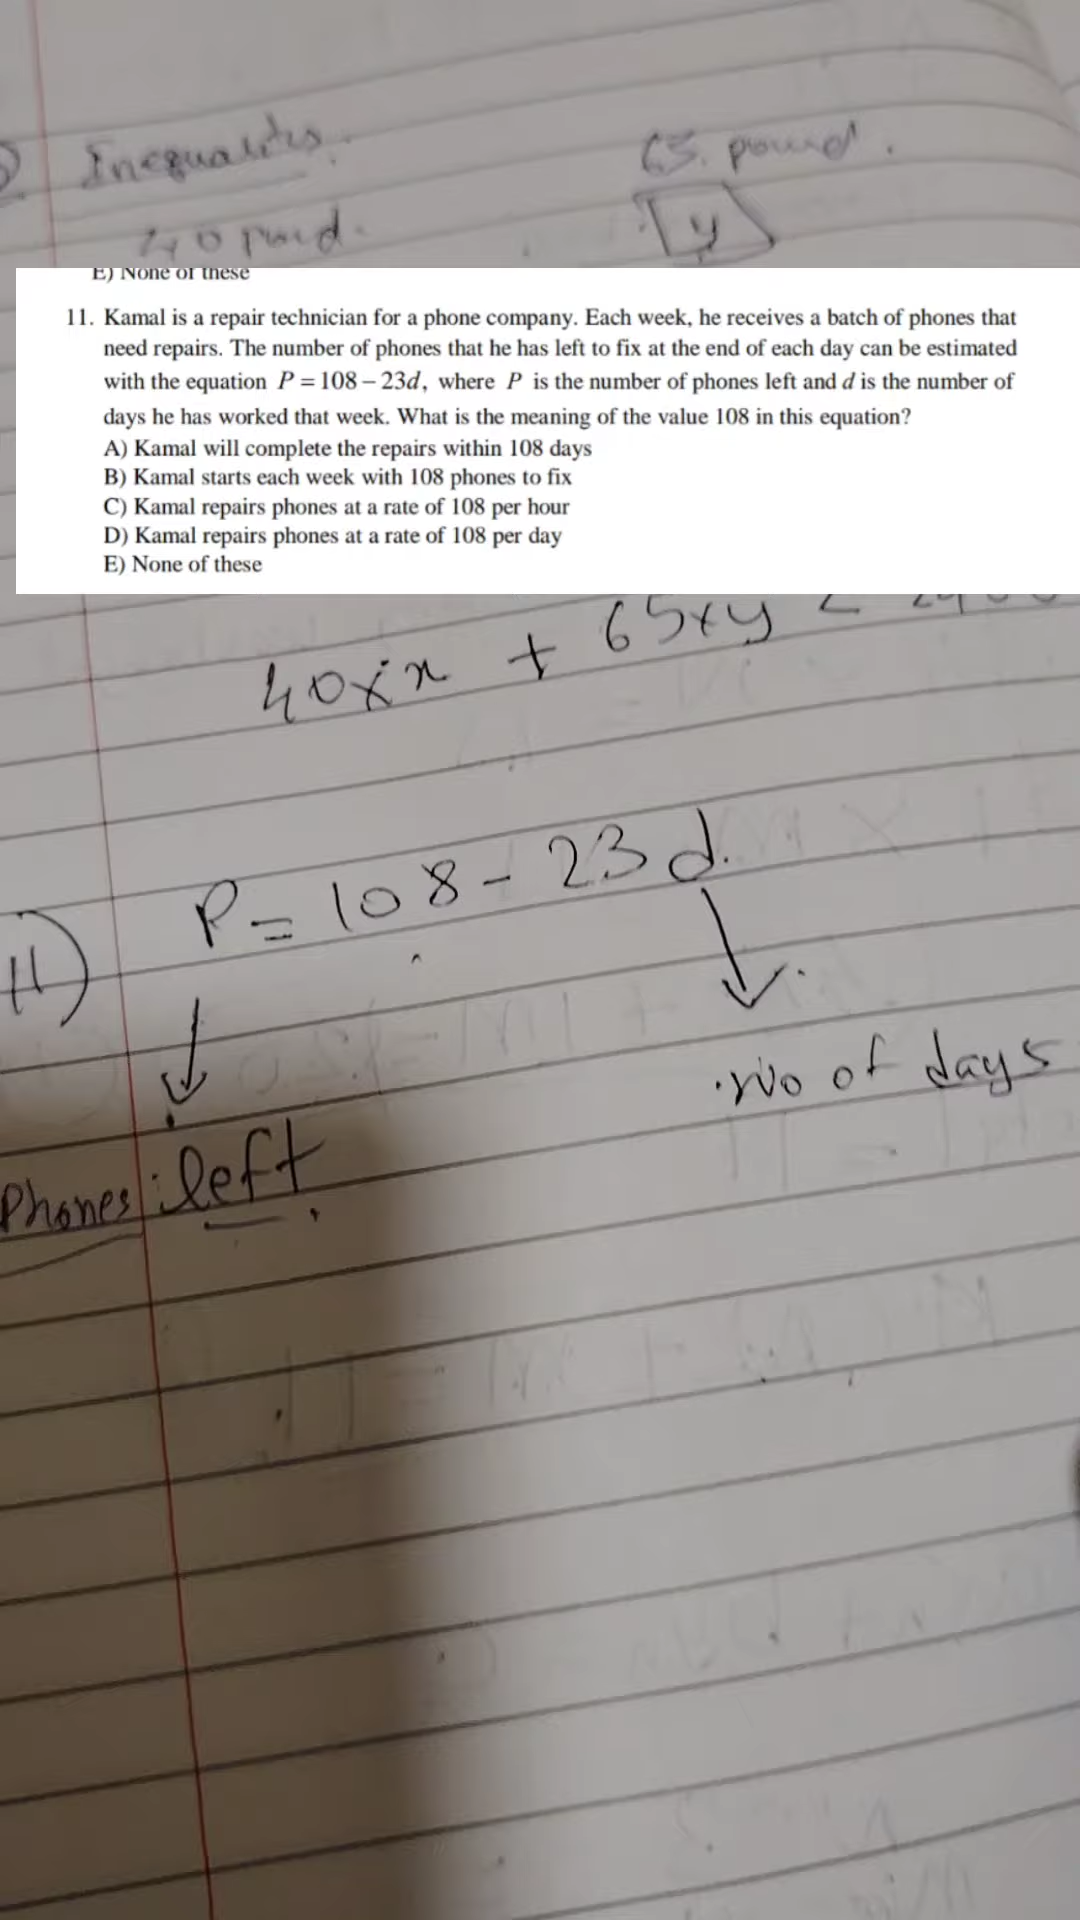 Inequalities.
65. pound.
40 pound.
y
E) None of these
11. Kamal is a repair technician for a phone company. Each week, he receives a batch of phones that
need repairs. The number of phones that he has left to fix at the end of each day can be estimated
with the equation P = 108 – 23d, where P is the number of phones left and d is the number of
days he has worked that week. What is the meaning of the value 108 in this equation?
A) Kamal will complete the repairs within 108 days
B) Kamal starts each week with 108 phones to fix
C) Kamal repairs phones at a rate of 108 per hour
D) Kamal repairs phones at a rate of 108 per day
E) None of these
40×x + 65×y
11) P = 108 - 23d.
No of days
Phones left